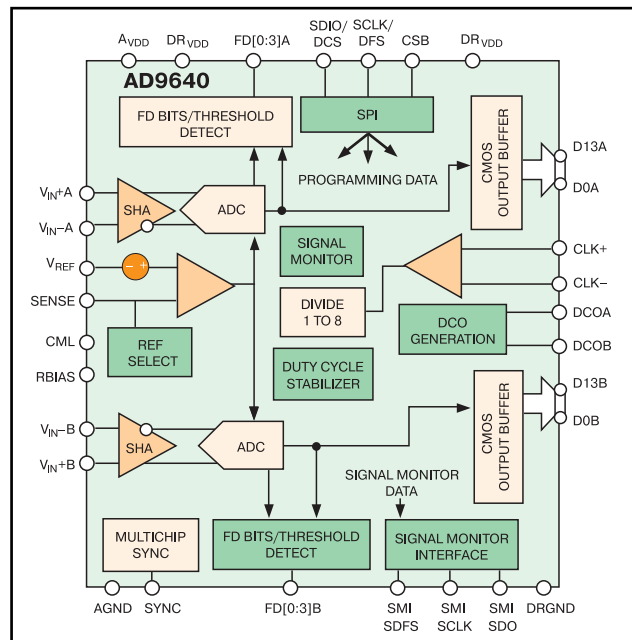 AVDD DRVDD FD[0:3]A SDIO/ DCS SCLK/ DFS CSB DRVDD
AD9640
FD BITS/THRESHOLD
DETECT
SPI
PROGRAMMING DATA
CMOS
OUTPUT BUFFER
D13A
D0A
VIN+A
VIN−A
SHA
ADC
VREF
− +
SENSE
REF
SELECT
CML
RBIAS
SIGNAL
MONITOR
DIVIDE
1 TO 8
DUTY CYCLE
STABILIZER
CLK+
CLK−
DCO
GENERATION
DCOA
DCOB
VIN−B
VIN+B
SHA
ADC
CMOS
OUTPUT BUFFER
D13B
D0B
SIGNAL MONITOR
DATA
MULTICHIP
SYNC
FD BITS/THRESHOLD
DETECT
SIGNAL MONITOR
INTERFACE
AGND SYNC FD[0:3]B SMI SDFS SMI SCLK SMI SDO DRGND